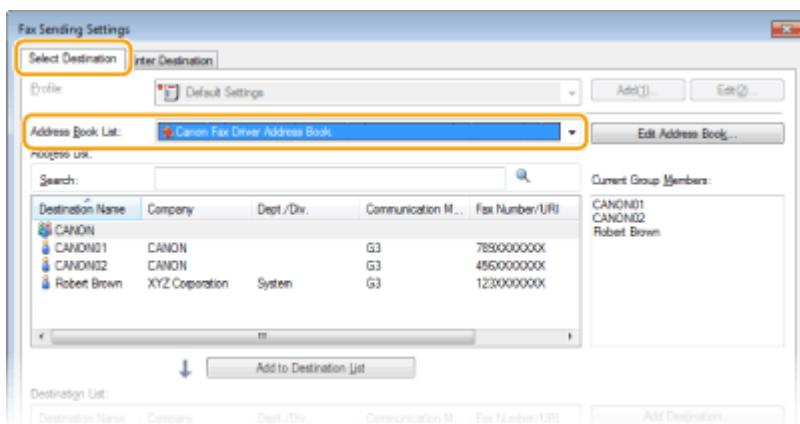 Fax Sending Settings
Select Destination Enter Destination
Profile: Default Settings Add(1)... Edit(2)...
Address Book List: Canon Fax Driver Address Book Edit Address Book...
Address List:
Search: Current Group Members:
Destination Name Company Dept./Div. Communication M... Fax Number/URI CANON01
CANON CANON02
CANON01 CANON G3 789XXXXXXX Robert Brown
CANON02 CANON G3 456XXXXXXX
Robert Brown XYZ Corporation System G3 123XXXXXXX
Add to Destination List
Destination List:
Destination Name Company Dept./Div. Communication M... Fax Number/URI Add Destination...